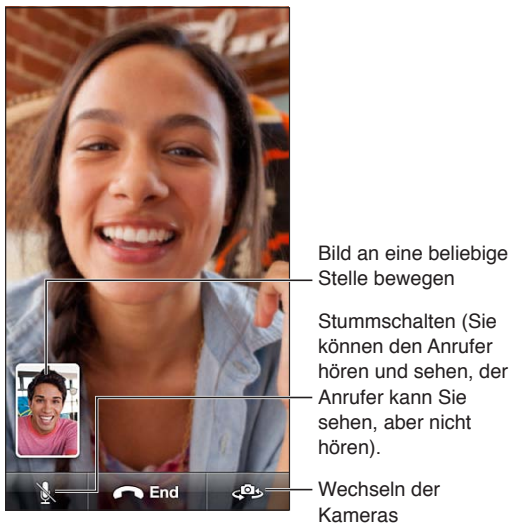 Bild an eine beliebige
Stelle bewegen
Stummschalten (Sie
können den Anrufer
hören und sehen, der
Anrufer kann Sie
sehen, aber nicht
hören).
End
Wechseln der
Kameras